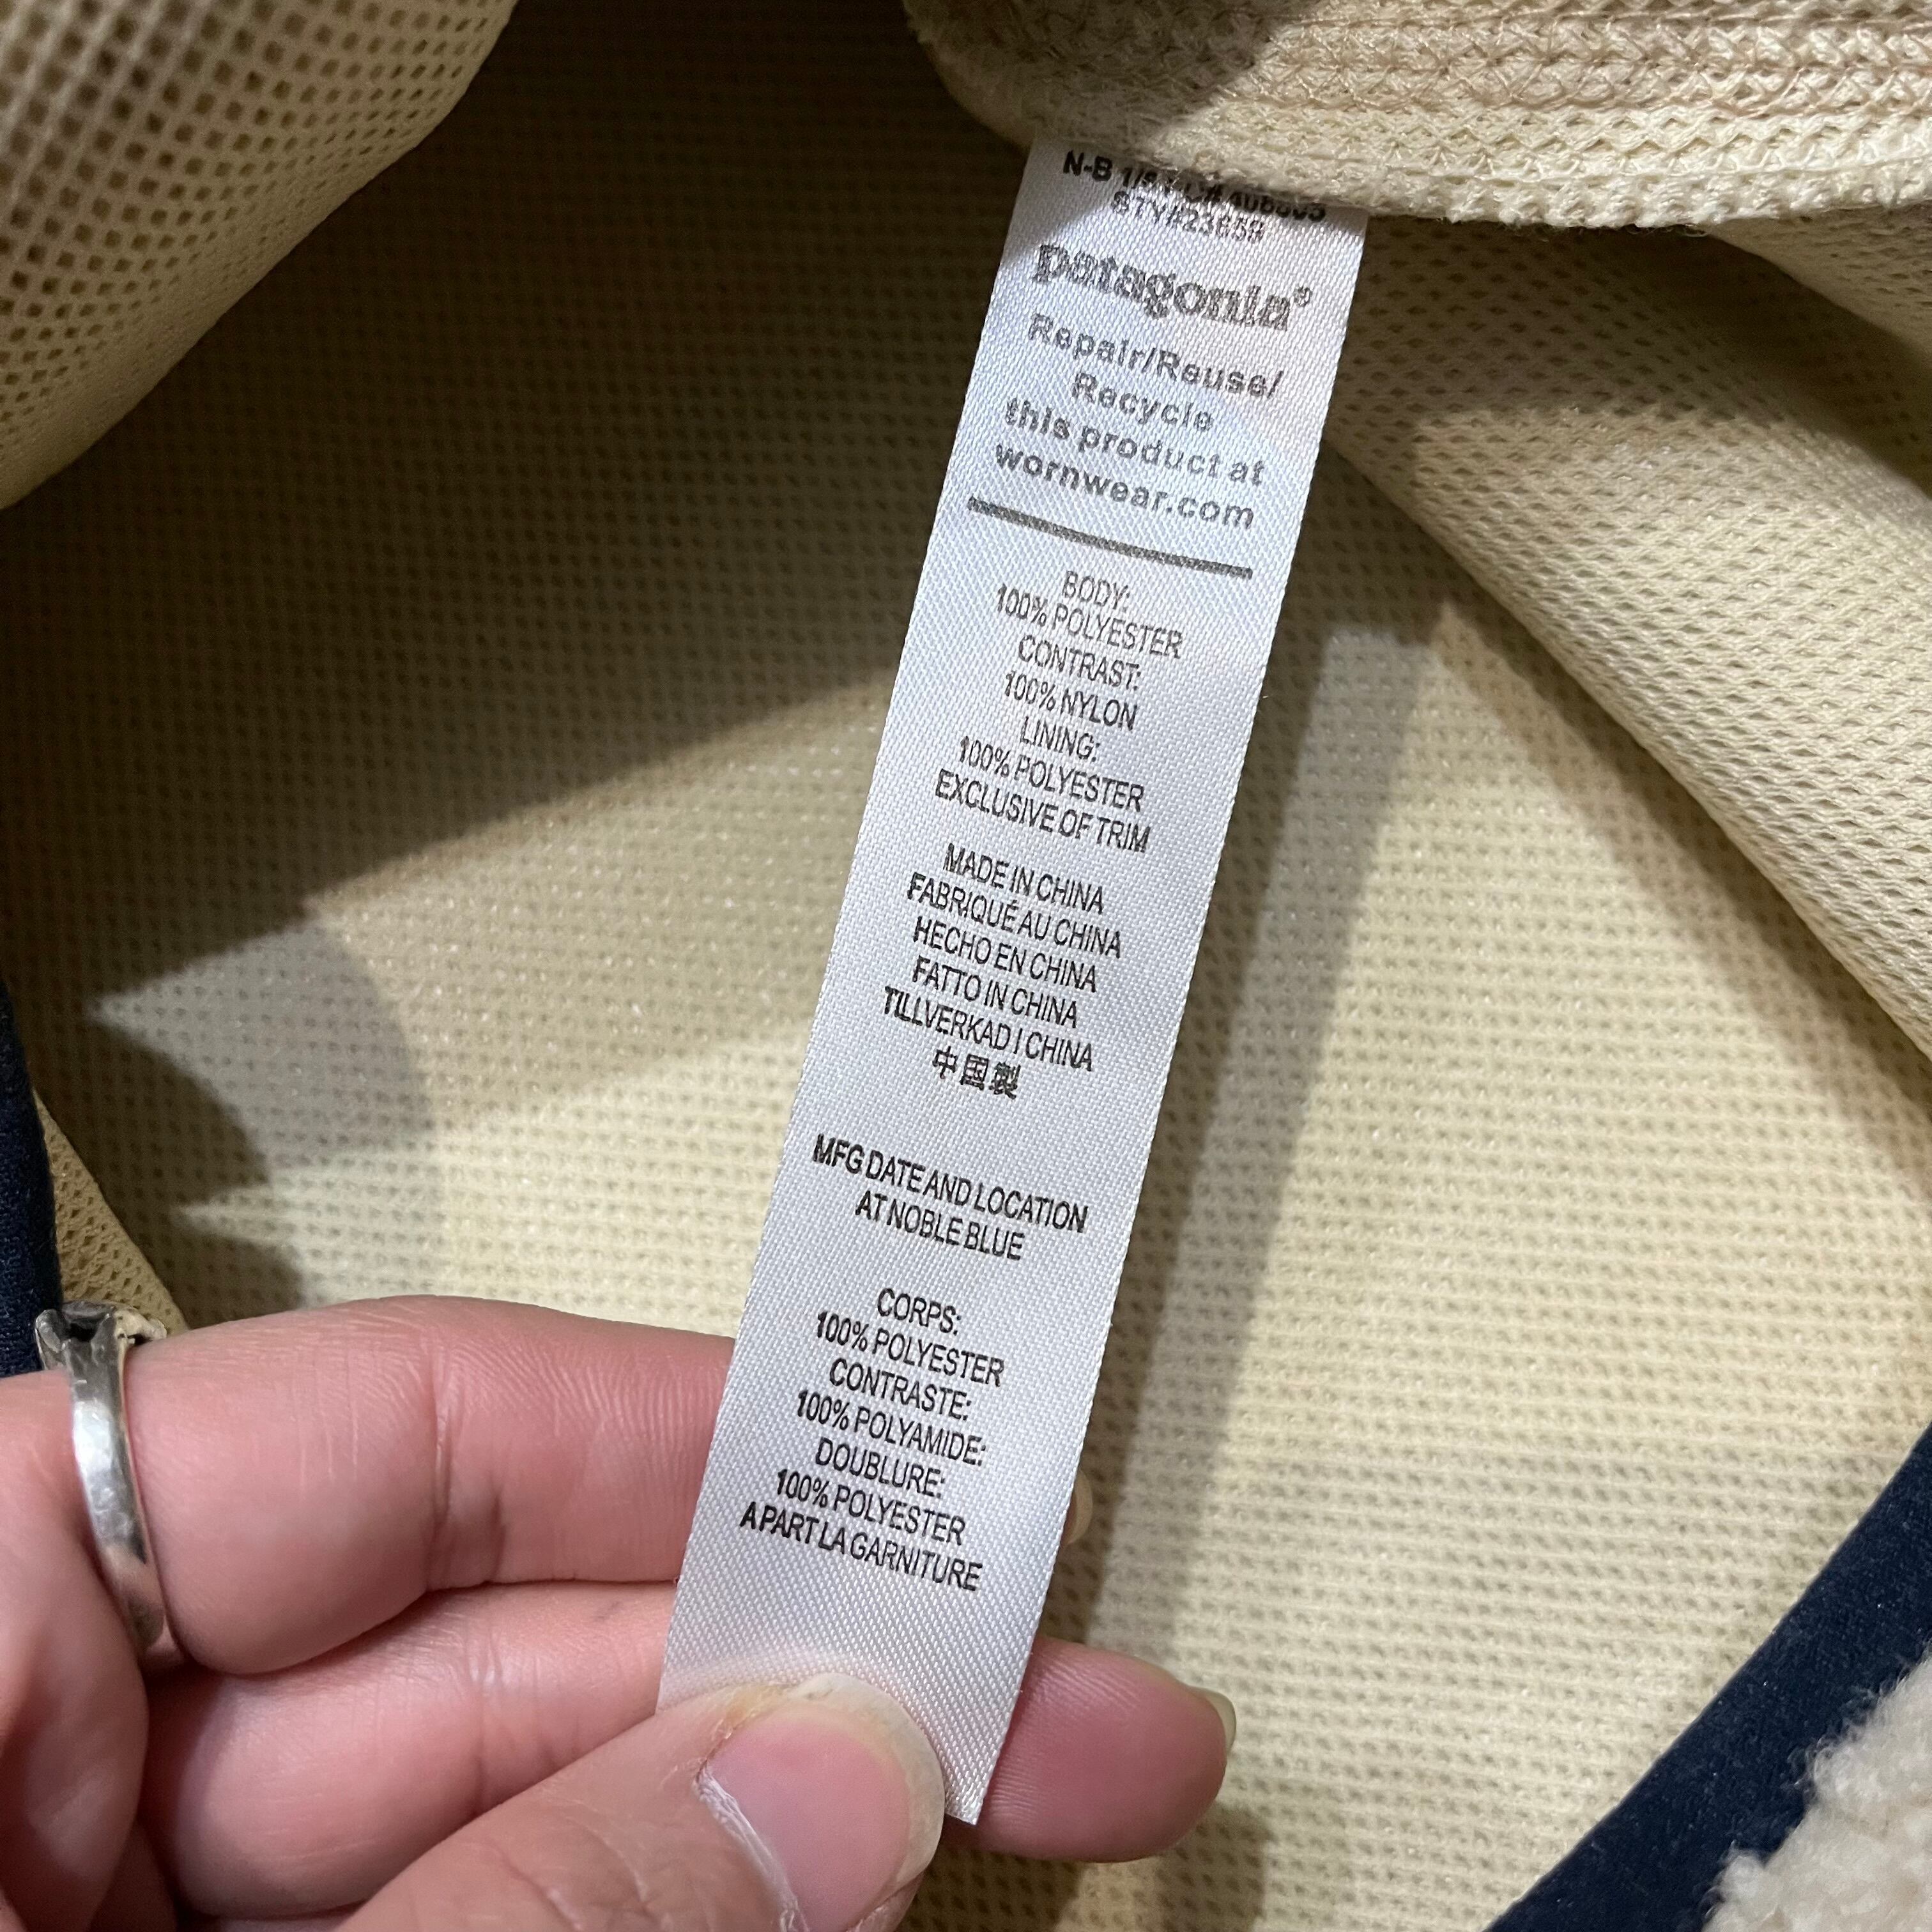 N-B
patagonia®
Repair/Reuse/
Recycle
this product at
wornwear.com
BODY:
100% POLYESTER
CONTRAST:
100% NYLON
LINING:
100% POLYESTER
EXCLUSIVE OF TRIM
MADE IN CHINA
FABRIQUÉ AU CHINA
HECHO EN CHINA
FATTO IN CHINA
TILLVERKAD I CHINA
中国製
MFG DATE AND LOCATION
AT NOBLE BLUE
CORPS:
100% POLYESTER
CONTRASTE:
100% POLYAMIDE:
DOUBLURE:
100% POLYESTER
A PART LA GARNITURE